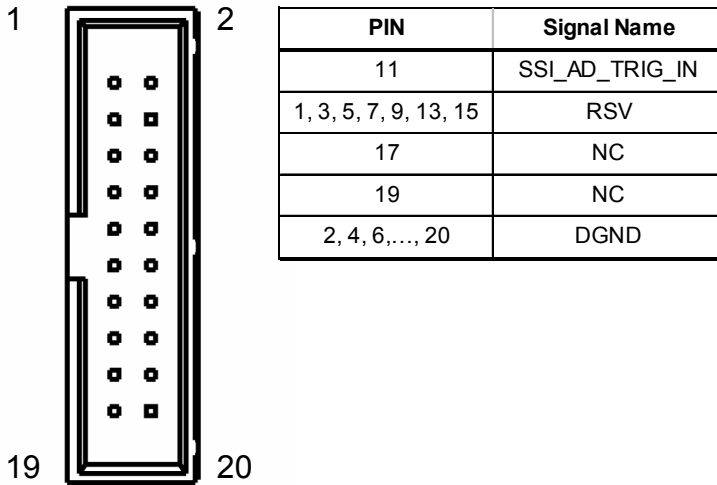 1 2
19 20
PIN Signal Name
11 SSI_AD_TRIG_IN
1, 3, 5, 7, 9, 13, 15 RSV
17 NC
19 NC
2, 4, 6,..., 20 DGND